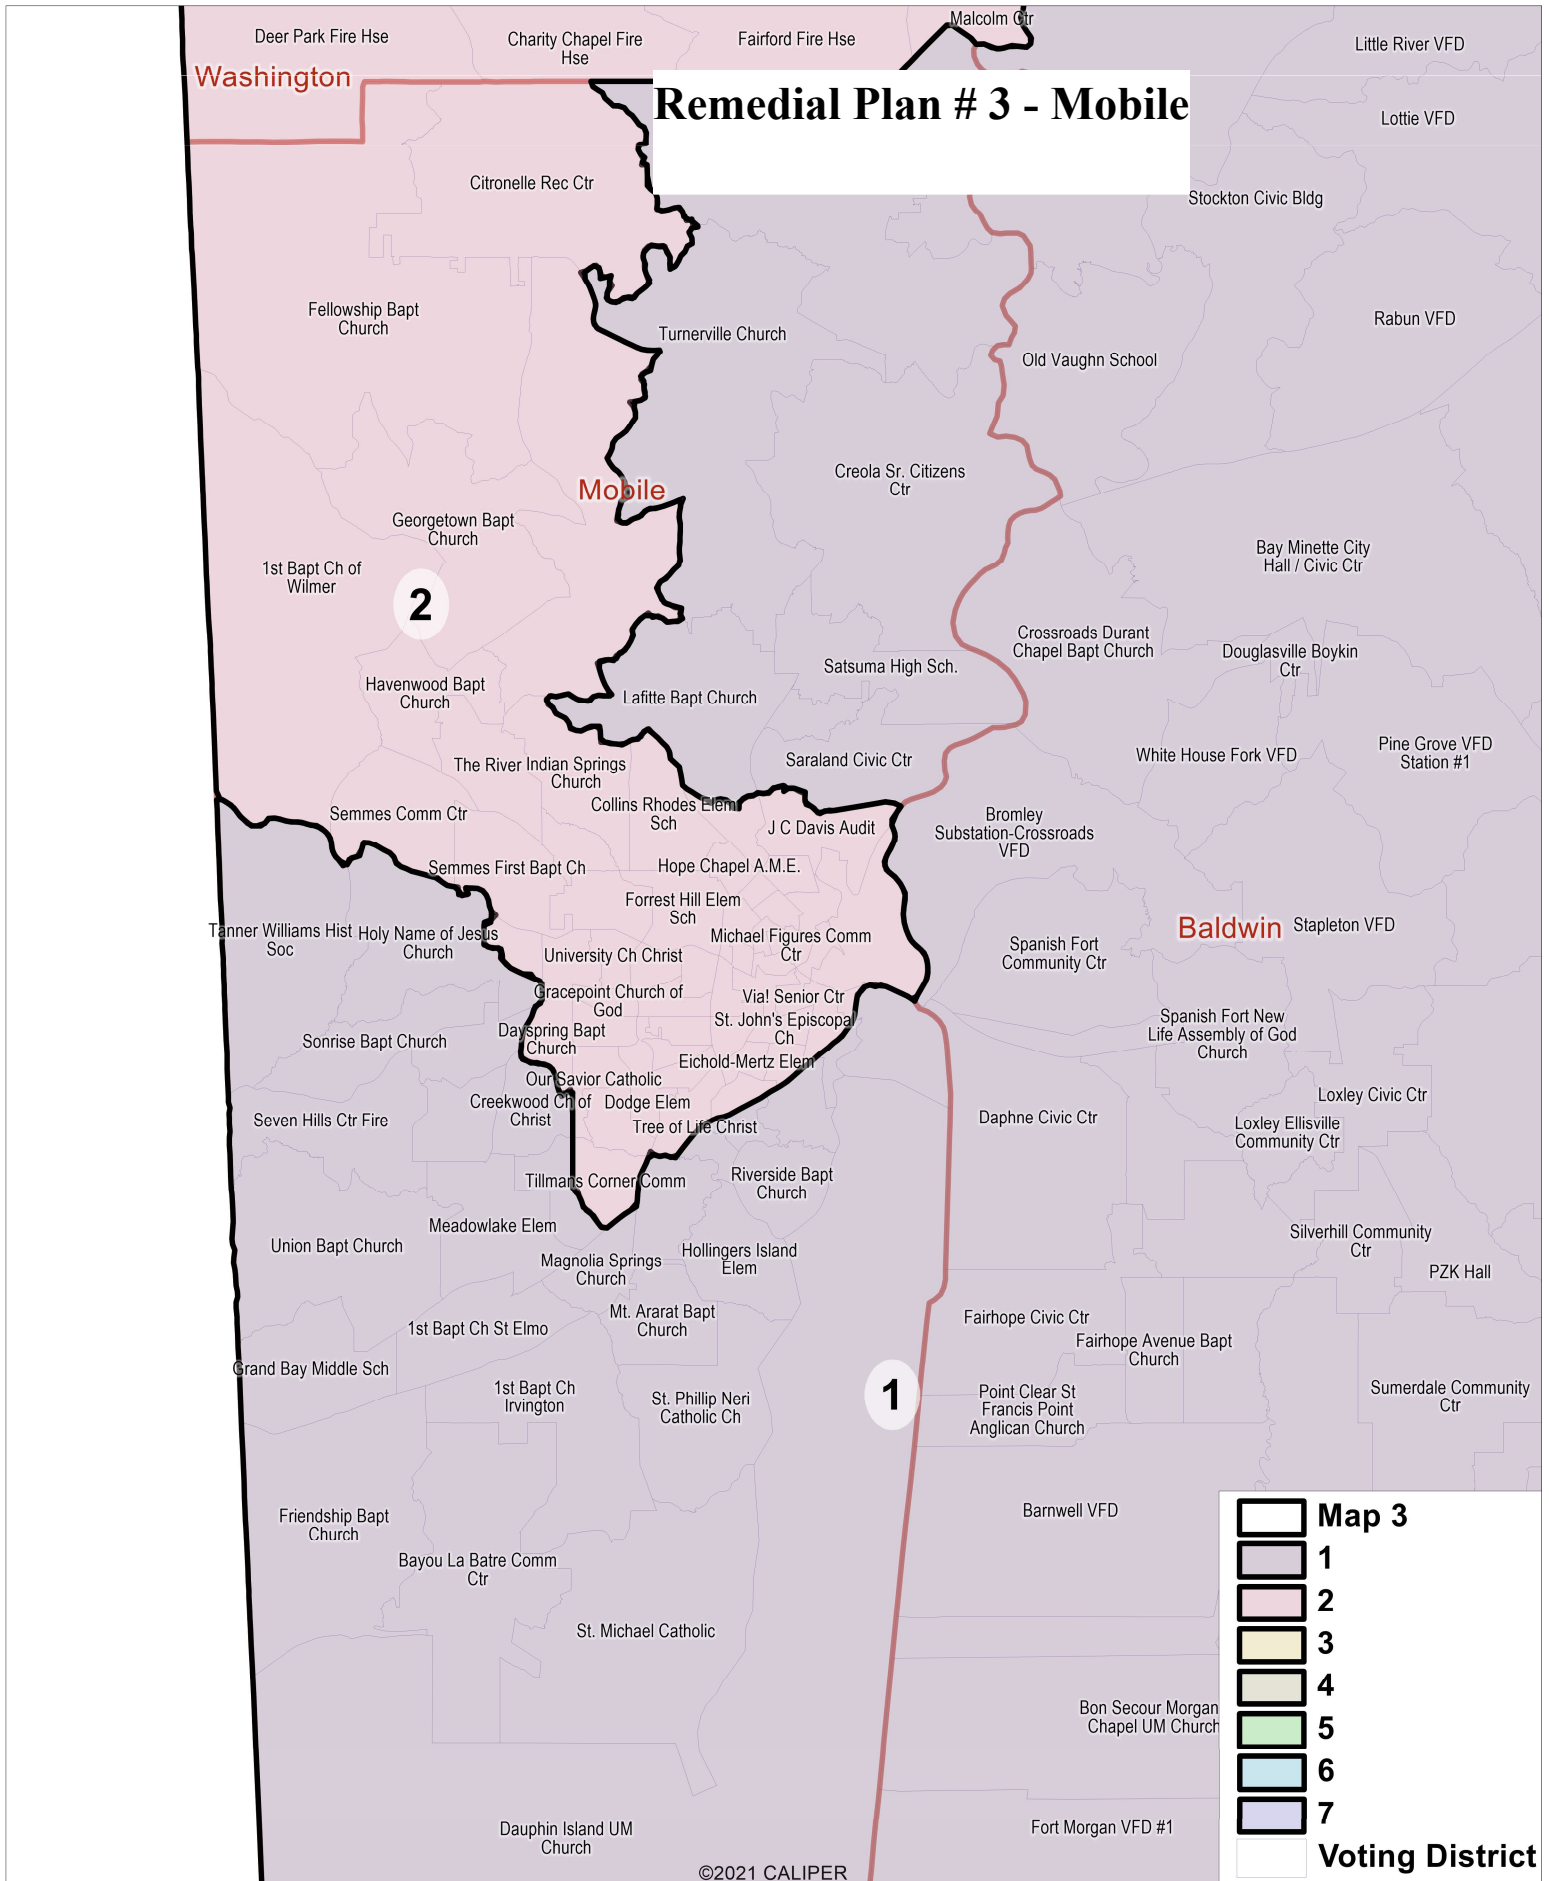 Malcolm Ctr
Deer Park Fire Hse
Charity Chapel Fire
Hse
Fairford Fire Hse
Little River VFD
Washington
Remedial Plan # 3 - Mobile
Lottie VFD
Citronelle Rec Ctr
Stockton Civic Bldg
Fellowship Bapt
Church
Turnerville Church
Rabun VFD
Old Vaughn School
Creola Sr. Citizens
Ctr
Mobile
Georgetown Bapt
Church
1st Bapt Ch of
Wilmer
Bay Minette City
Hall / Civic Ctr
2
Crossroads Durant
Chapel Bapt Church
Douglasville Boykin
Ctr
Satsuma High Sch.
Havenwood Bapt
Church
Lafitte Bapt Church
The River Indian Springs
Church
Saraland Civic Ctr
White House Fork VFD
Pine Grove VFD
Station #1
Semmes Comm Ctr
Collins Rhodes Elem
Sch
J C Davis Audit
Bromley
Substation-Crossroads
VFD
Semmes First Bapt Ch
Hope Chapel A.M.E.
Forrest Hill Elem
Sch
Tanner Williams Hist
Soc
Holy Name of Jesus
Church
University Ch Christ
Michael Figures Comm
Ctr
Spanish Fort
Community Ctr
Baldwin
Stapleton VFD
Gracepoint Church of
God
Via! Senior Ctr
St. John's Episcopal
Ch
Spanish Fort New
Life Assembly of God
Church
Sonrise Bapt Church
Dayspring Bapt
Church
Eichold-Mertz Elem
Our Savior Catholic
Creekwood Ch of
Christ
Dodge Elem
Loxley Civic Ctr
Seven Hills Ctr Fire
Tree of Life Christ
Daphne Civic Ctr
Loxley Ellisville
Community Ctr
Tillmans Corner Comm
Riverside Bapt
Church
Meadowlake Elem
Union Bapt Church
Magnolia Springs
Church
Hollingers Island
Elem
Silverhill Community
Ctr
PZK Hall
1st Bapt Ch St Elmo
Mt. Ararat Bapt
Church
Fairhope Civic Ctr
Fairhope Avenue Bapt
Church
Grand Bay Middle Sch
1st Bapt Ch
Irvington
St. Phillip Neri
Catholic Ch
1
Point Clear St
Francis Point
Anglican Church
Sumerdale Community
Ctr
Friendship Bapt
Church
Barnwell VFD
Bayou La Batre Comm
Ctr
St. Michael Catholic
Bon Secour Morgan
Chapel UM Church
Dauphin Island UM
Church
Fort Morgan VFD #1
©2021 CALIPER
Map 3
1
2
3
4
5
6
7
Voting District